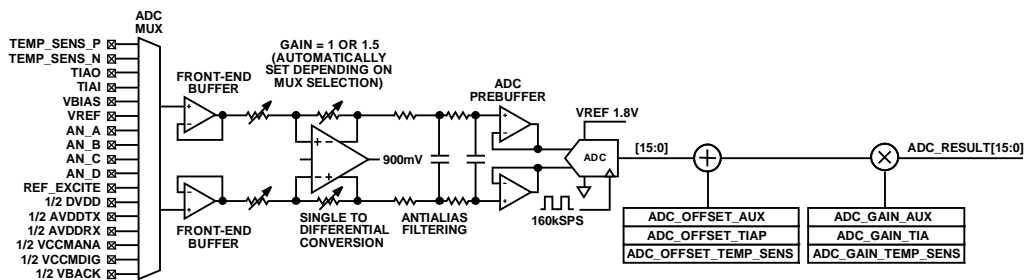 ADC
MUX
TEMP_SENS_P
TEMP_SENS_N
TIAO
TIAI
VBIAS
VREF
AN_A
AN_B
AN_C
AN_D
REF_EXCITE
1/2 DVDD
1/2 AVDDTX
1/2 AVDDRX
1/2 VCCMANA
1/2 VCCMDIG
1/2 VBACK
FRONT-END
BUFFER
FRONT-END
BUFFER
GAIN = 1 OR 1.5
(AUTOMATICALLY
SET DEPENDING ON
MUX SELECTION)
+
–
+
–
+ –
– +
900mV
SINGLE TO
DIFFERENTIAL
CONVERSION
ANTIALIAS
FILTERING
ADC
PREBUFFER
+
–
–
+
VREF 1.8V
ADC
160kSPS
[15:0]
ADC_RESULT[15:0]
ADC_OFFSET_AUX
ADC_OFFSET_TIAP
ADC_OFFSET_TEMP_SENS
ADC_GAIN_AUX
ADC_GAIN_TIA
ADC_GAIN_TEMP_SENS